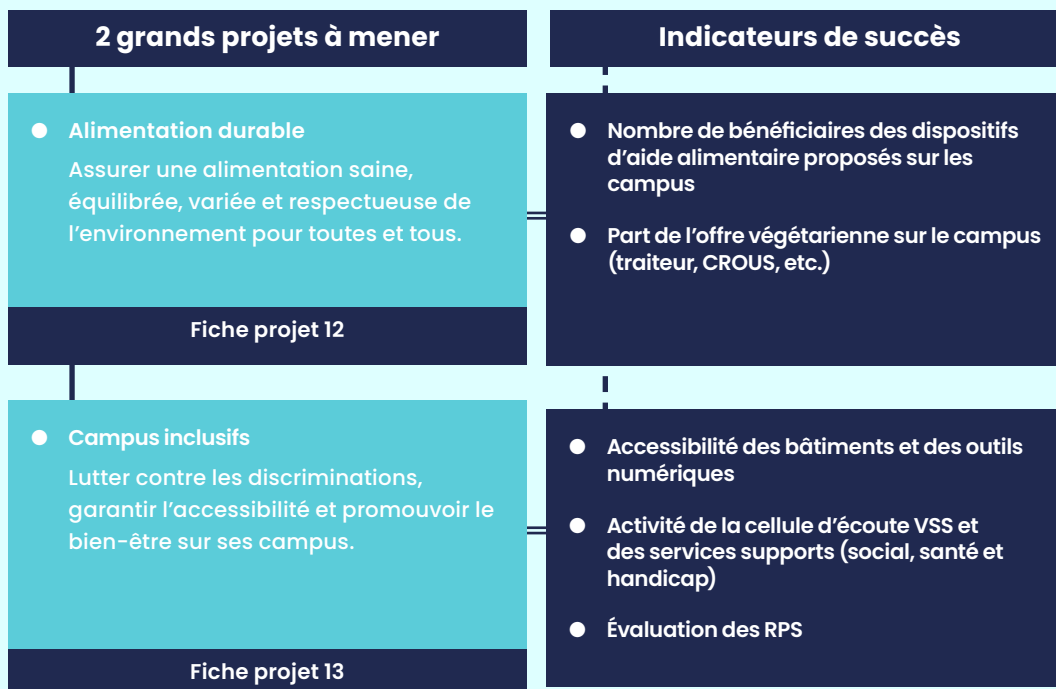 2 grands projets à mener
Indicateurs de succès
● Alimentation durable
Assurer une alimentation saine,
équilibrée, variée et respectueuse de
l'environnement pour toutes et tous.
Fiche projet 12
● Nombre de bénéficiaires des dispositifs
d'aide alimentaire proposés sur les
campus
● Part de l'offre végétarienne sur le campus
(traiteur, CROUS, etc.)
● Campus inclusifs
Lutter contre les discriminations,
garantir l'accessibilité et promouvoir le
bien-être sur ses campus.
Fiche projet 13
● Accessibilité des bâtiments et des outils
numériques
● Activité de la cellule d'écoute VSS et
des services supports (social, santé et
handicap)
● Évaluation des RPS